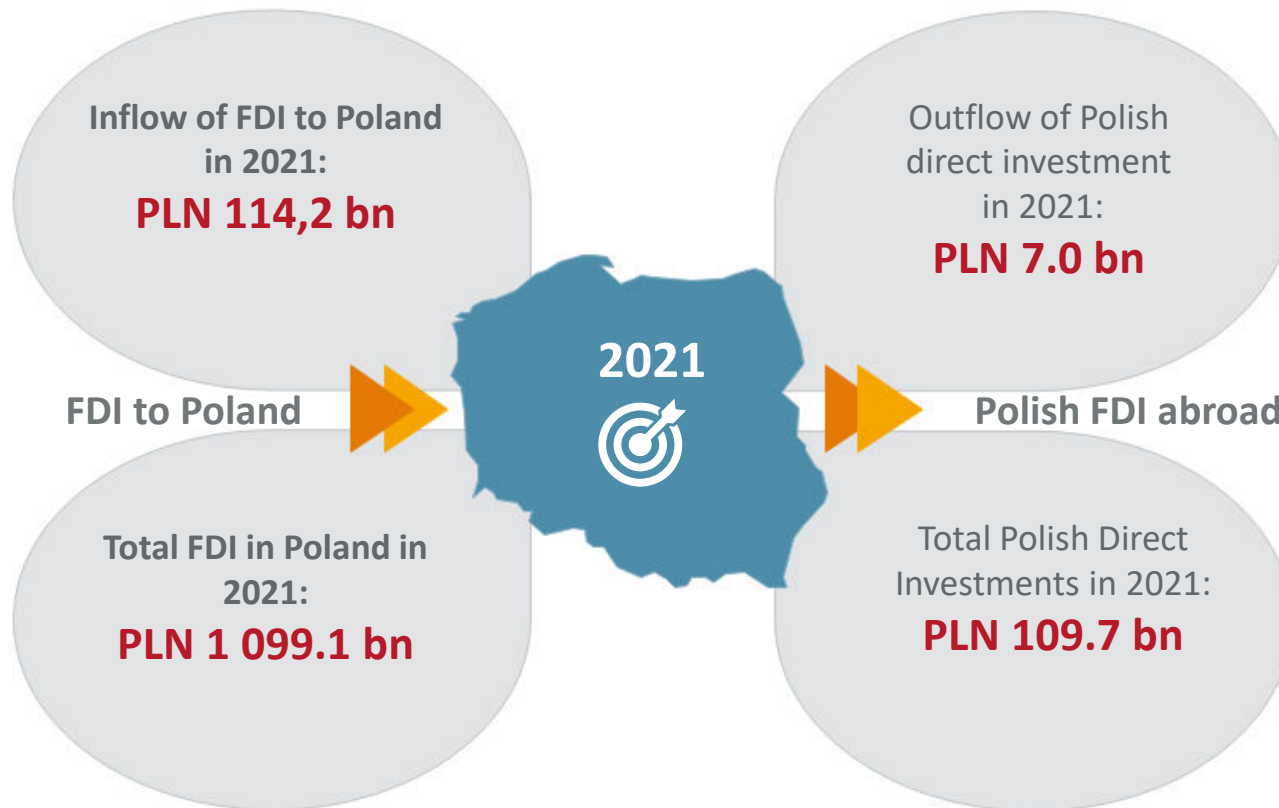 Inflow of FDI to Poland
in 2021:
PLN 114,2 bn
Outflow of Polish
direct investment
in 2021:
PLN 7.0 bn
2021
FDI to Poland
Polish FDI abroad
Total FDI in Poland in
2021:
PLN 1 099.1 bn
Total Polish Direct
Investments in 2021:
PLN 109.7 bn